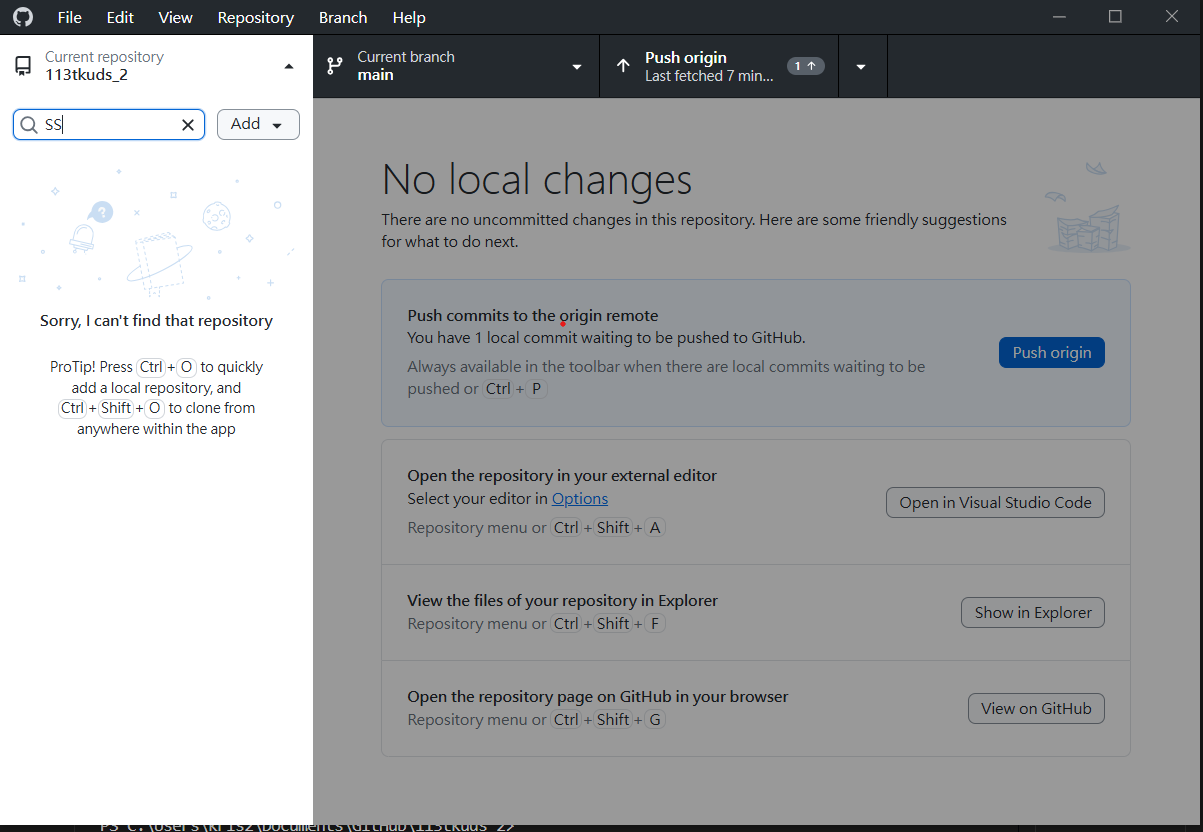 File Edit View Repository Branch Help
Current repository
113tkuds_2
Current branch
main
Push origin
Last fetched 7 min...
1
SS
Add
?
Sorry, I can't find that repository
ProTip! Press Ctrl + O to quickly
add a local repository, and
Ctrl + Shift + O to clone from
anywhere within the app
No local changes
There are no uncommitted changes in this repository. Here are some friendly suggestions
for what to do next.
Push commits to the origin remote
You have 1 local commit waiting to be pushed to GitHub.
Always available in the toolbar when there are local commits waiting to be
pushed or Ctrl + P
Push origin
Open the repository in your external editor
Select your editor in Options
Repository menu or Ctrl + Shift + A
Open in Visual Studio Code
View the files of your repository in Explorer
Repository menu or Ctrl + Shift + F
Show in Explorer
Open the repository page on GitHub in your browser
Repository menu or Ctrl + Shift + G
View on GitHub
PS C:\Users\kris2\Documents\GitHub\113tkuds_2>